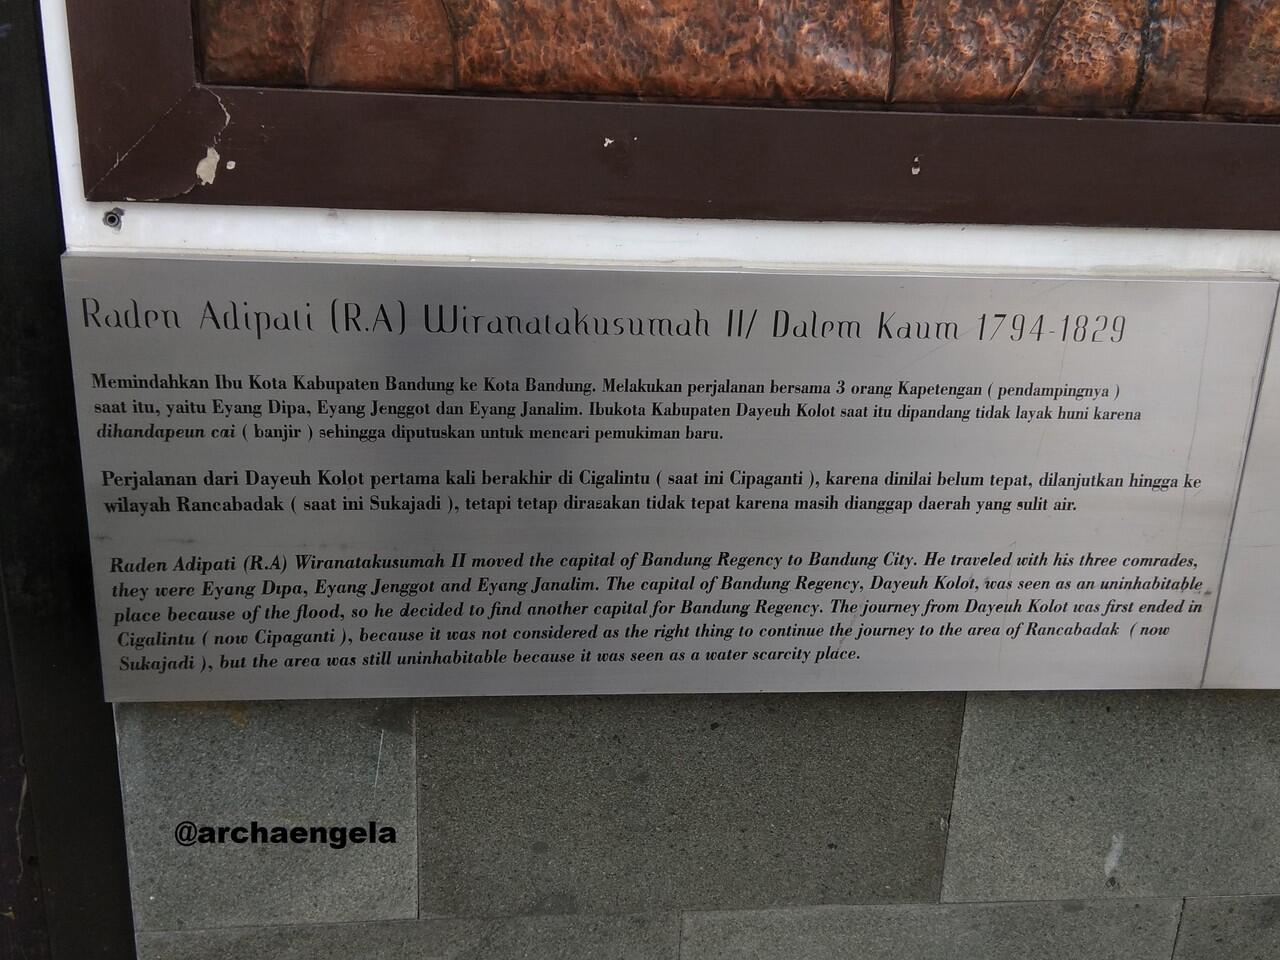 Raden Adipati (R.A) Wiranatakusumah II/ Dalem Kaum 1794-1829
Memindahkan Ibu Kota Kabupaten Bandung ke Kota Bandung. Melakukan perjalanan bersama 3 orang Kapetengan ( pendampingnya )
saat itu, yaitu Eyang Dipa, Eyang Jenggot dan Eyang Janalim. Ibukota Kabupaten Dayeuh Kolot saat itu dipandang tidak layak huni karena
dihandapeun cai ( banjir ) sehingga diputuskan untuk mencari pemukiman baru.
Perjalanan dari Dayeuh Kolot pertama kali berakhir di Cigalintu ( saat ini Cipaganti ), karena dinilai belum tepat, dilanjutkan hingga ke
wilayah Rancabadak ( saat ini Sukajadi ), tetapi tetap dirasakan tidak tepat karena masih dianggap daerah yang sulit air.
Raden Adipati (R.A) Wiranatakusumah II moved the capital of Bandung Regency to Bandung City. He traveled with his three comrades,
they were Eyang Dipa, Eyang Jenggot and Eyang Janalim. The capital of Bandung Regency, Dayeuh Kolot, was seen as an uninhabitable
place because of the flood, so he decided to find another capital for Bandung Regency. The journey from Dayeuh Kolot was first ended in
Cigalintu ( now Cipaganti ), because it was not considered as the right thing to continue the journey to the area of Rancabadak ( now
Sukajadi ), but the area was still uninhabitable because it was seen as a water scarcity place.
@archaengela